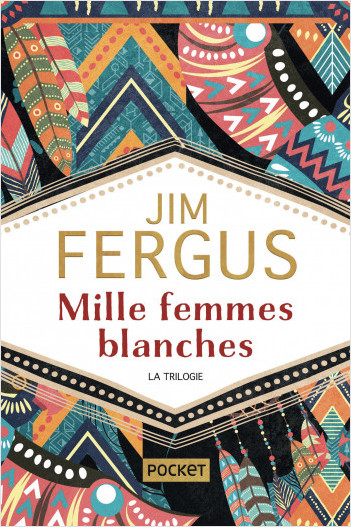 JIM
FERGUS
Mille femmes
blanches
LA TRILOGIE
POCKET